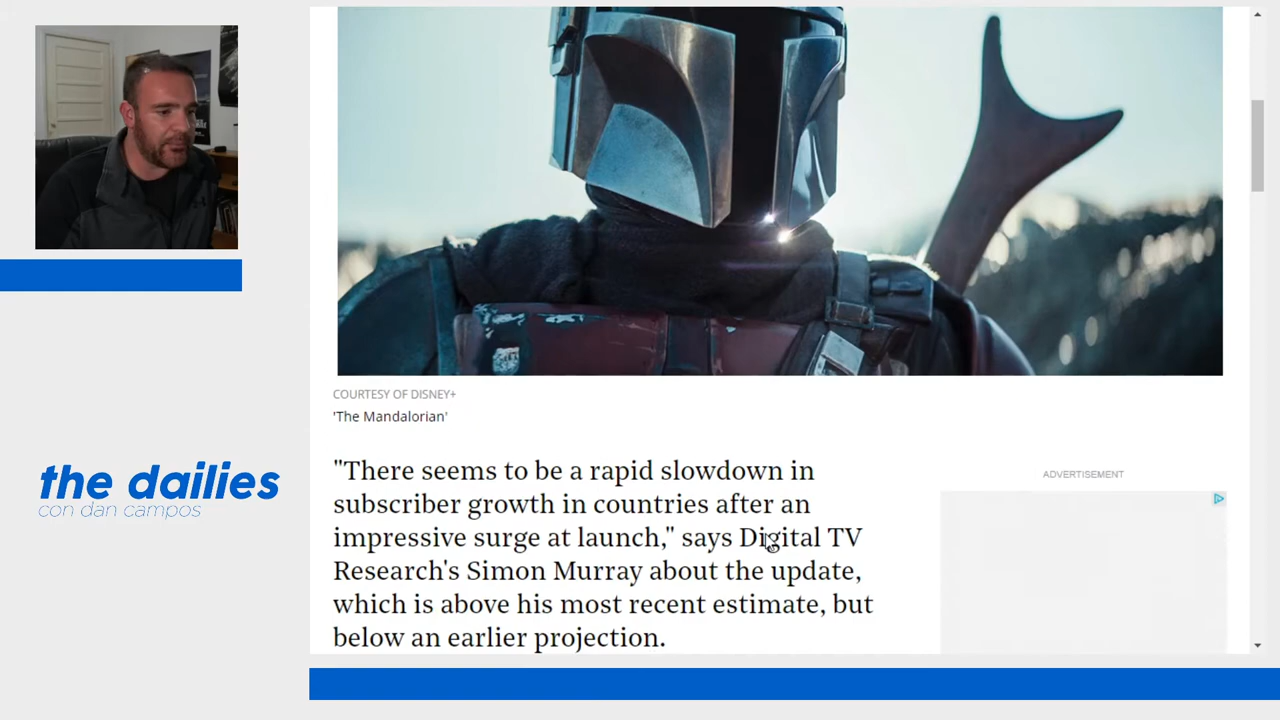 COURTESY OF DISNEY+
'The Mandalorian'
"There seems to be a rapid slowdown in
subscriber growth in countries after an
impressive surge at launch," says Digital TV
Research's Simon Murray about the update,
which is above his most recent estimate, but
below an earlier projection.
ADVERTISEMENT
the dailies
con dan campos